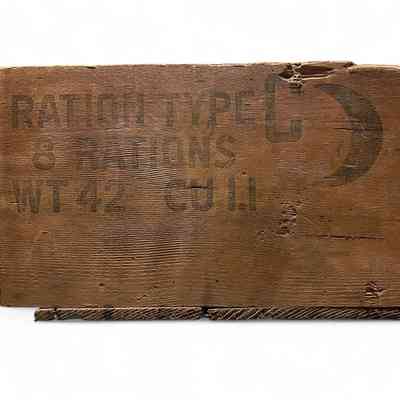 RATION TYPE C
8 RATIONS
WT 42 CU 1.1